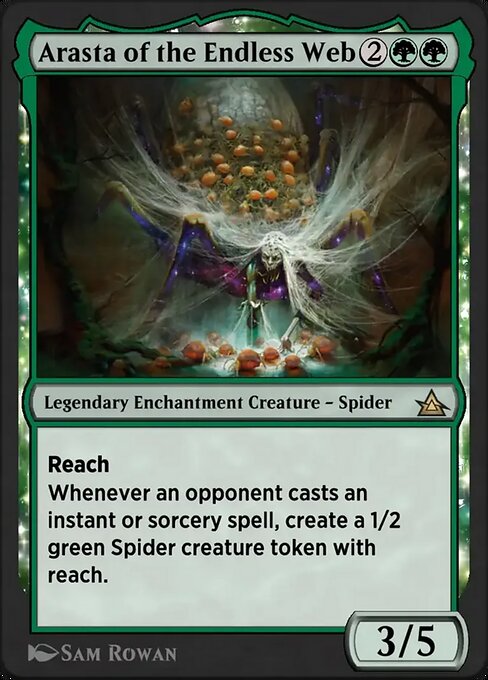 Arasta of the Endless Web 2
Legendary Enchantment Creature – Spider
Reach
Whenever an opponent casts an
instant or sorcery spell, create a 1/2
green Spider creature token with
reach.
3/5
Sam Rowan